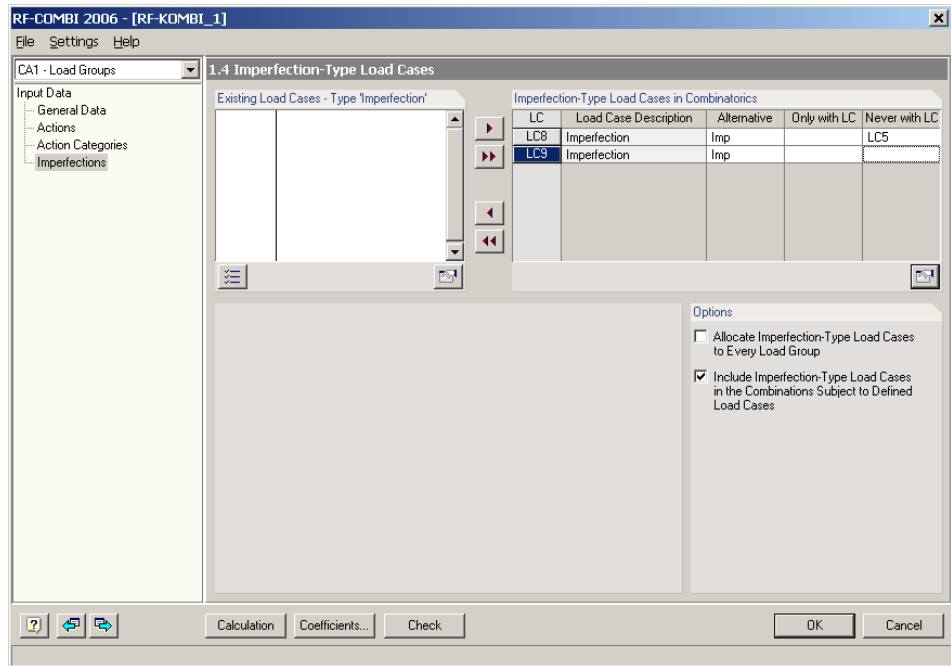 RF-COMBI 2006 - [RF-KOMBI_1]
File Settings Help
CA1 - Load Groups
Input Data
General Data
Actions
Action Categories
Imperfections
1.4 Imperfection-Type Load Cases
Existing Load Cases - Type 'Imperfection'
Imperfection-Type Load Cases in Combinatorics
LC Load Case Description Alternative Only with LC Never with LC
LC8 Imperfection Imp LC5
LC9 Imperfection Imp
Options
Allocate Imperfection-Type Load Cases
to Every Load Group
Include Imperfection-Type Load Cases
in the Combinations Subject to Defined
Load Cases
Calculation Coefficients... Check OK Cancel